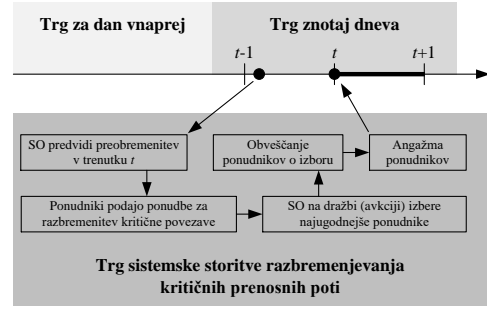 Trg za dan vnaprej
Trg znotaj dneva
t-1
t
t+1
SO predvidi preobremenitev
v trenutku t
Obveščanje
ponudnikov o izboru
Angažma
ponudnikov
Ponudniki podajo ponudbe za
razbremenitev kritične povezave
SO na dražbi (avkciji) izbere
najugodnejše ponudnike
Trg sistemske storitve razbremenjevanja
kritičnih prenosnih poti